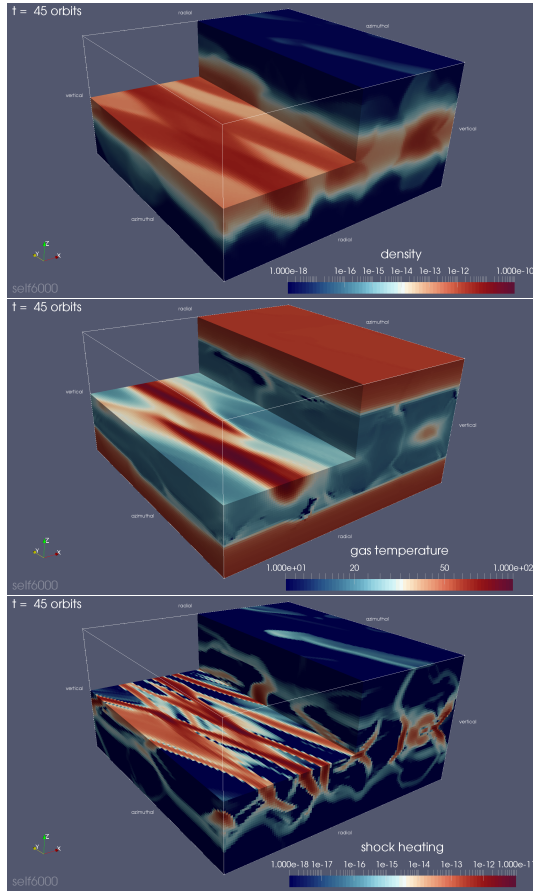 t = 45 orbits
radial
azimuthal
vertical
vertical
azimuthal
radial
density
1.000e-18 1e-16 1e-15 1e-14 1e-13 1e-12 1.000e-10
Z
Y
X
self6000
t = 45 orbits
radial
azimuthal
vertical
vertical
azimuthal
radial
gas temperature
1.000e+01 20 50 1.000e+02
Z
Y
X
self6000
t = 45 orbits
radial
azimuthal
vertical
vertical
azimuthal
radial
shock heating
1.000e-18 1e-17 1e-16 1e-15 1e-14 1e-13 1e-12 1.000e-11
Z
Y
X
self6000